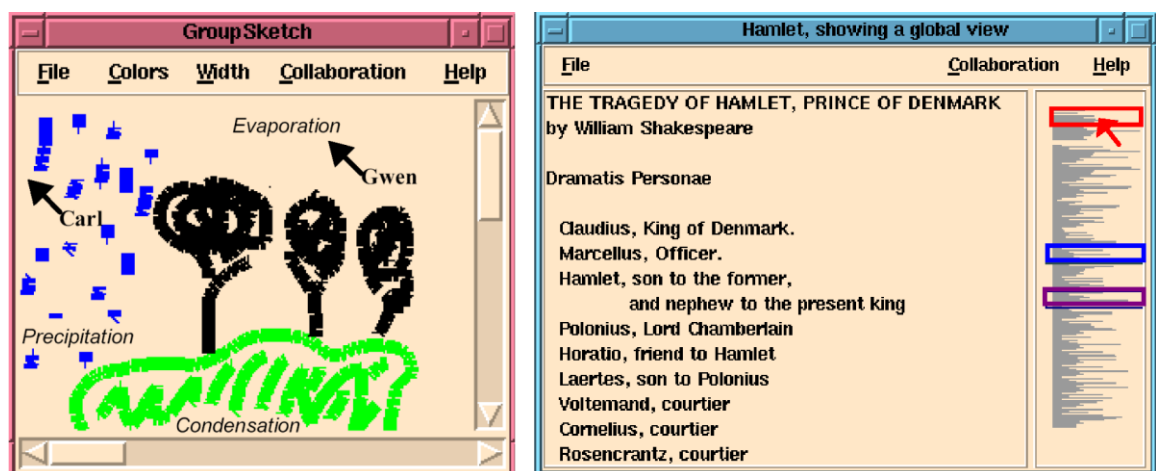 GroupSketch
File Colors Width Collaboration Help
Evaporation
Gwen
Carl
Precipitation
Condensation
Hamlet, showing a global view
File Collaboration Help
THE TRAGEDY OF HAMLET, PRINCE OF DENMARK
by William Shakespeare
Dramatis Personae
Claudius, King of Denmark.
Marcellus, Officer.
Hamlet, son to the former,
and nephew to the present king
Polonius, Lord Chamberlain
Horatio, friend to Hamlet
Laertes, son to Polonius
Voltemand, courtier
Cornelius, courtier
Rosencrantz, courtier